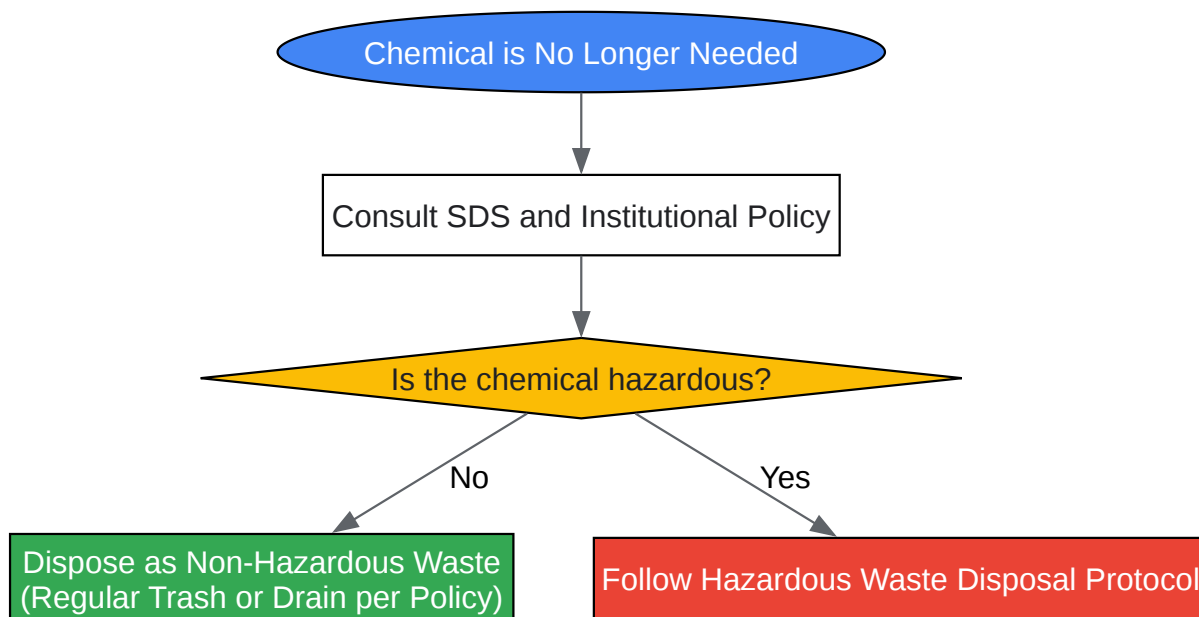 Chemical is No Longer Needed
Consult SDS and Institutional Policy
Is the chemical hazardous?
No
Yes
Dispose as Non-Hazardous Waste
(Regular Trash or Drain per Policy)
Follow Hazardous Waste Disposal Protocol